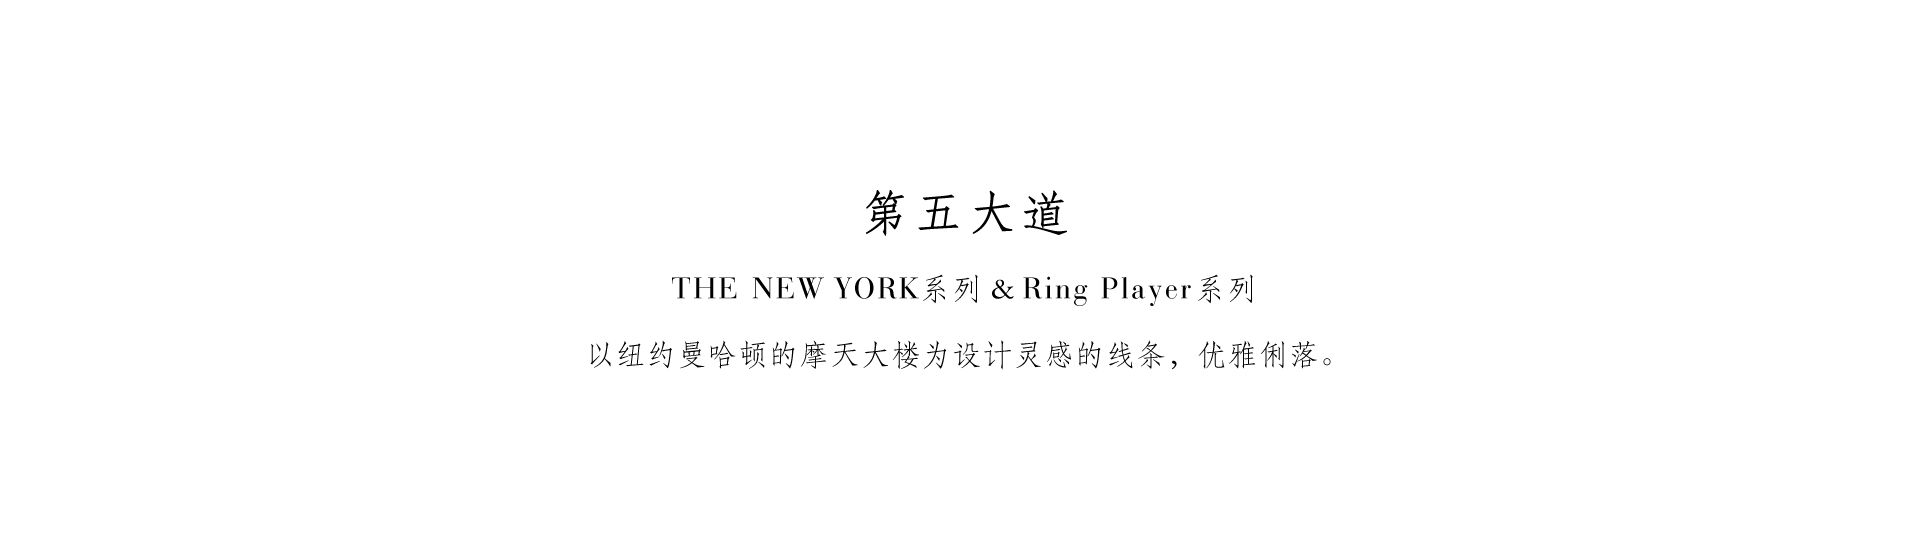 第五大道
THE NEW YORK系列 & Ring Player系列
以纽约曼哈顿的摩天大楼为设计灵感的线条，优雅俐落。